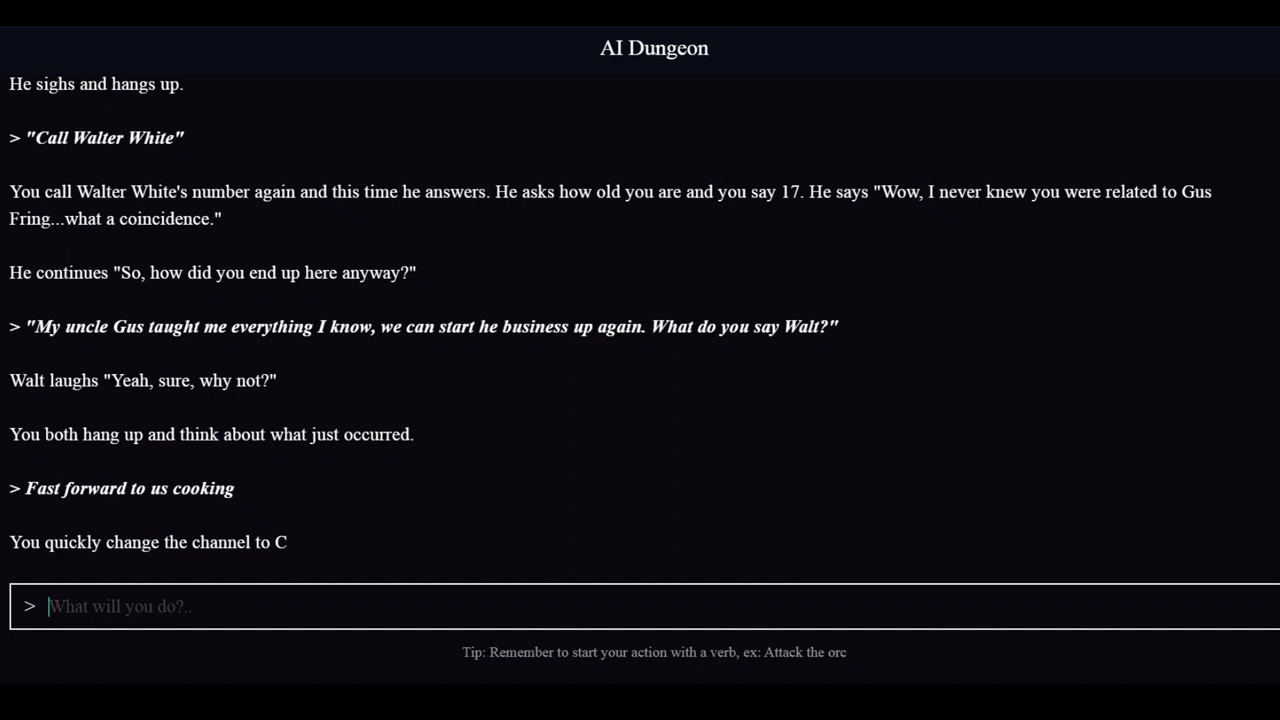 AI Dungeon
He sighs and hangs up.
> "Call Walter White"
You call Walter White's number again and this time he answers. He asks how old you are and you say 17. He says "Wow, I never knew you were related to Gus
Fring...what a coincidence."
He continues "So, how did you end up here anyway?"
> "My uncle Gus taught me everything I know, we can start he business up again. What do you say Walt?"
Walt laughs "Yeah, sure, why not?"
You both hang up and think about what just occurred.
> Fast forward to us cooking
You quickly change the channel to C
> What will you do?..
Tip: Remember to start your action with a verb, ex: Attack the orc